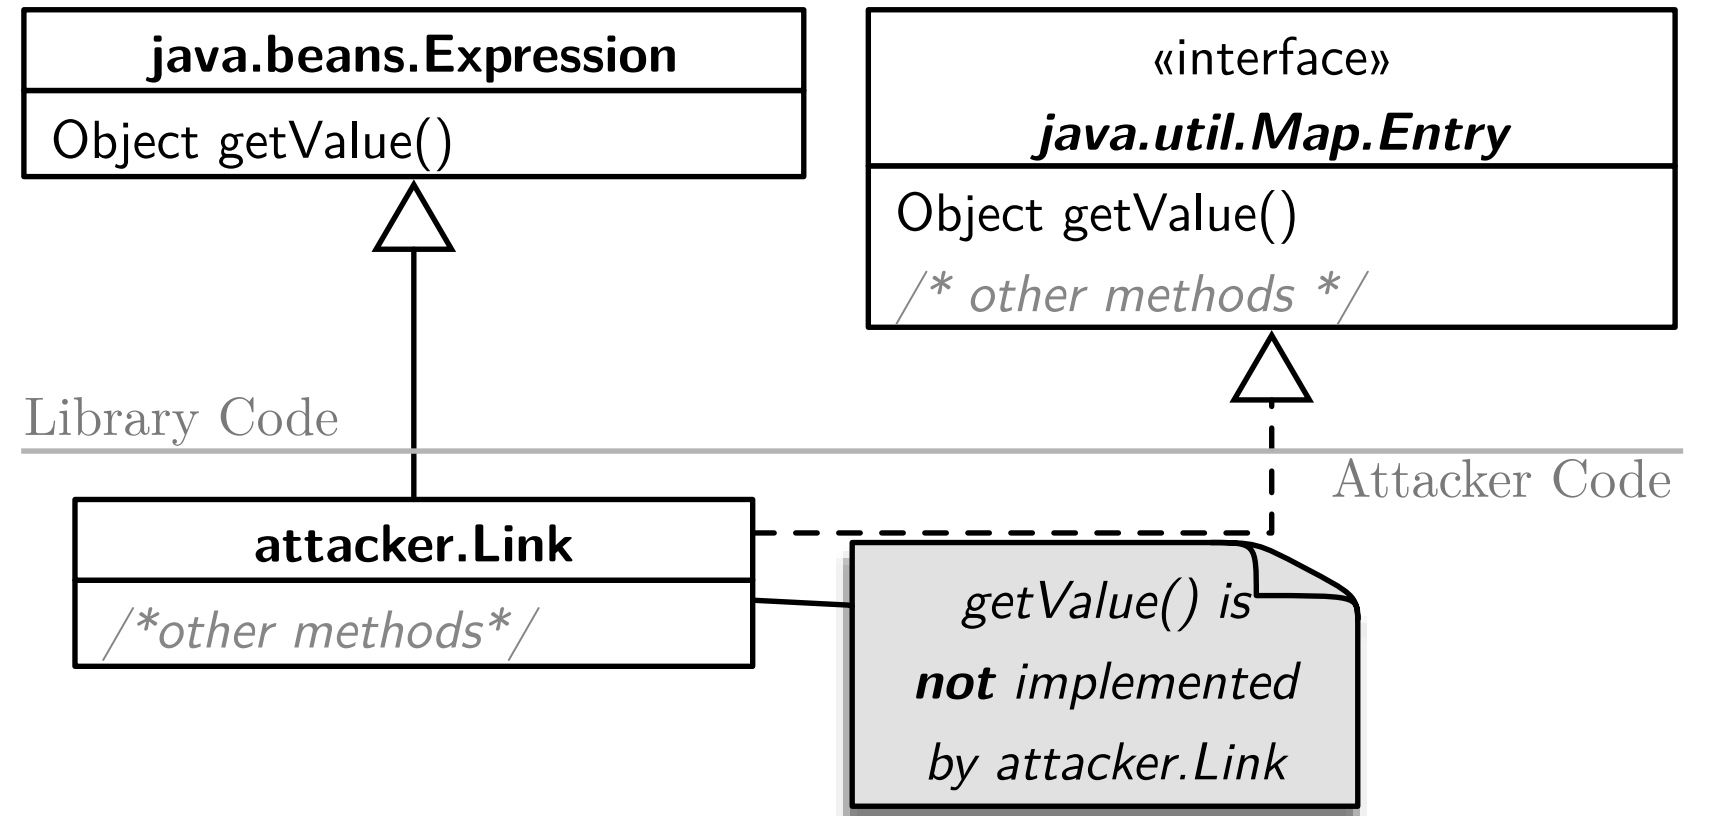 java.beans.Expression
Object getValue()
«interface»
java.util.Map.Entry
Object getValue()
/* other methods */
Library Code
Attacker Code
attacker.Link
/*other methods*/
getValue() is
not implemented
by attacker.Link